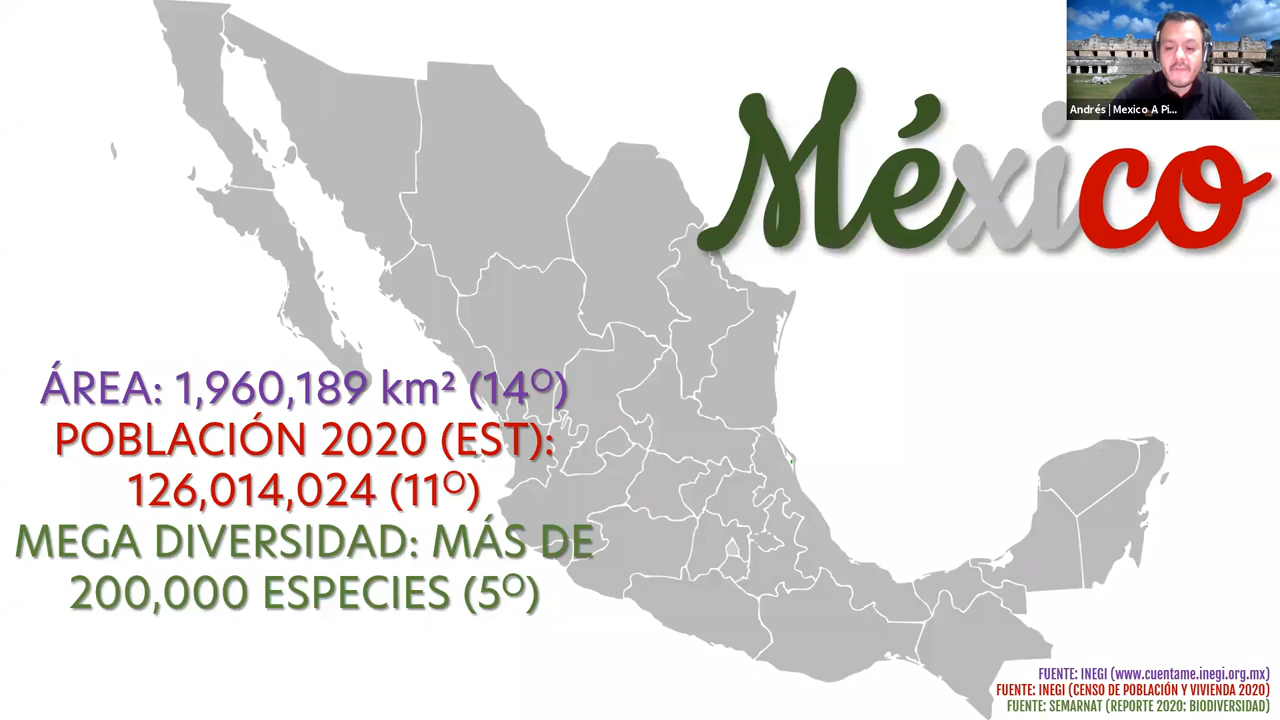 Andrés | Mexico A Pi...
México
ÁREA: 1,960,189 km² (14º)
POBLACIÓN 2020 (EST):
126,014,024 (11º)
MEGA DIVERSIDAD: MÁS DE
200,000 ESPECIES (5º)
FUENTE: INEGI (www.cuentame.inegi.org.mx)
FUENTE: INEGI (CENSO DE POBLACIÓN Y VIVIENDA 2020)
FUENTE: SEMARNAT (REPORTE 2020: BIODIVERSIDAD)